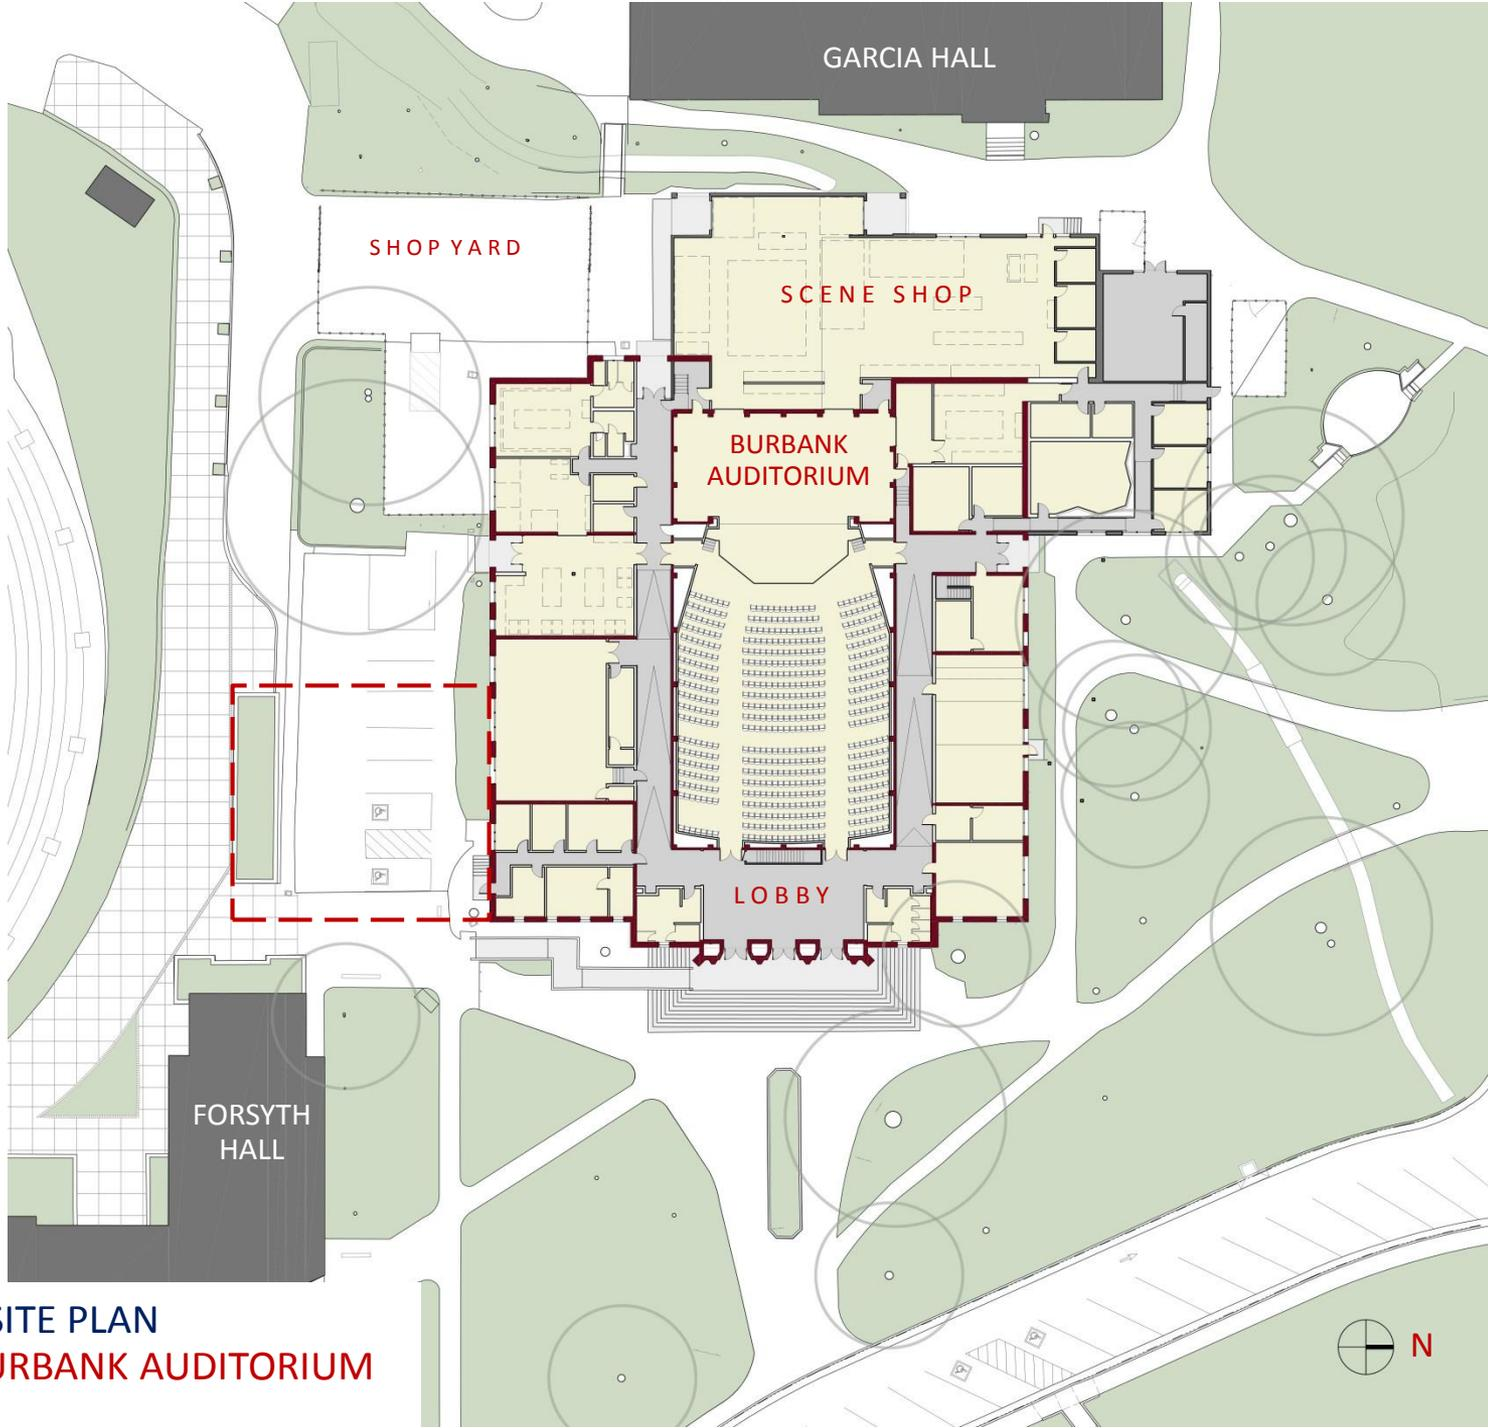 GARCIA HALL
SHOP YARD
SCENE SHOP
BURBANK
AUDITORIUM
LOBBY
FORSYTH
HALL
SITE PLAN
URBANK AUDITORIUM
N